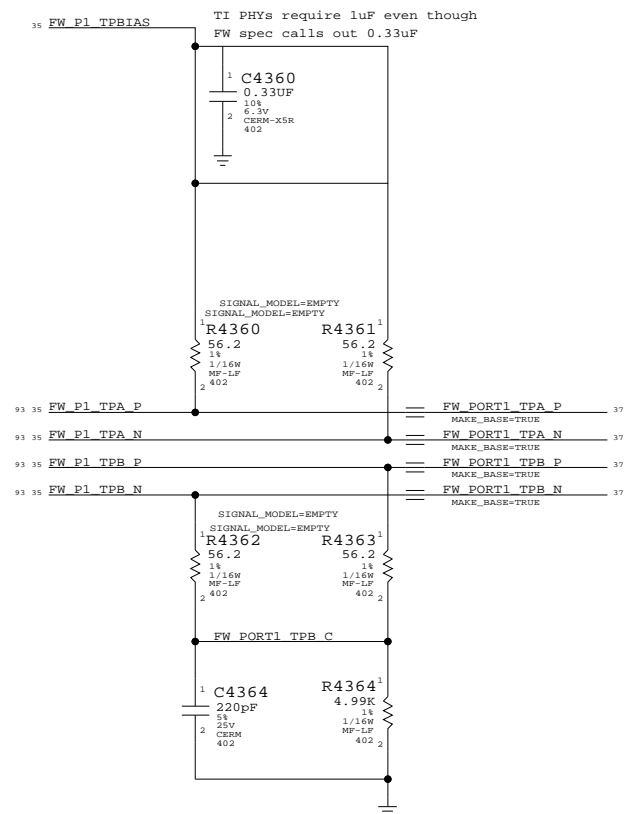 TI PHYs require 1uF even though
35 FW_P1_TPBIAS
FW spec calls out 0.33uF
1 C4360
0.33UF
10%
6.3V
2 CERM-X5R
402
SIGNAL_MODEL=EMPTY
SIGNAL_MODEL=EMPTY
1 R4360 R4361 1
56.2 56.2
1% 1%
1/16W 1/16W
MF-LF MF-LF
2 402 402 2
93 35 FW_P1_TPA_P FW_PORT1_TPA_P 37
MAKE_BASE=TRUE
93 35 FW_P1_TPA_N FW_PORT1_TPA_N 37
MAKE_BASE=TRUE
93 35 FW_P1_TPB_P FW_PORT1_TPB_P 37
MAKE_BASE=TRUE
93 35 FW_P1_TPB_N FW_PORT1_TPB_N 37
MAKE_BASE=TRUE
SIGNAL_MODEL=EMPTY
SIGNAL_MODEL=EMPTY
1 R4362 R4363 1
56.2 56.2
1% 1%
1/16W 1/16W
MF-LF MF-LF
2 402 402 2
FW_PORT1_TPB_C
1 C4364 R4364 1
220pF 4.99K
5% 1%
25V 1/16W
2 CERM MF-LF
402 402 2